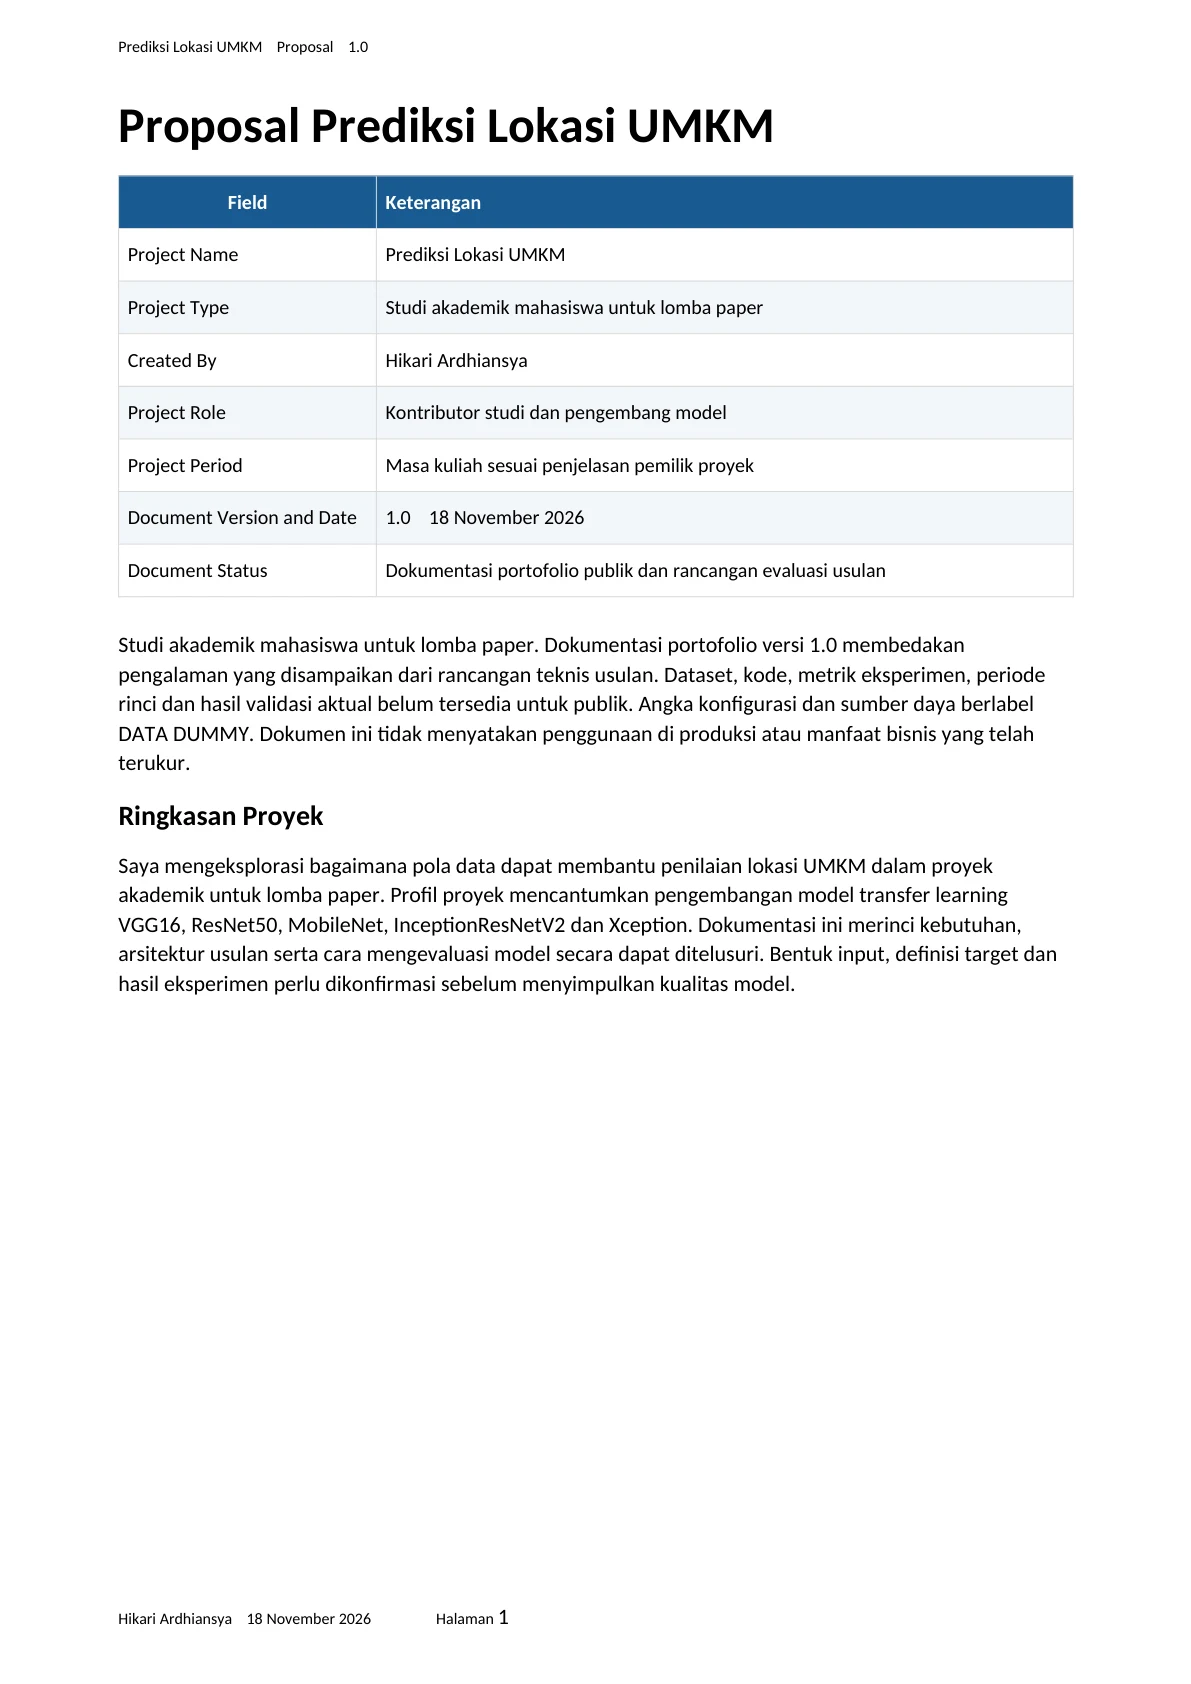 Prediksi Lokasi UMKM Proposal 1.0
Proposal Prediksi Lokasi UMKM
Field Keterangan
Project Name Prediksi Lokasi UMKM
Project Type Studi akademik mahasiswa untuk lomba paper
Created By Hikari Ardhiansya
Project Role Kontributor studi dan pengembang model
Project Period Masa kuliah sesuai penjelasan pemilik proyek
Document Version and Date 1.0 18 November 2026
Document Status Dokumentasi portofolio publik dan rancangan evaluasi usulan
Studi akademik mahasiswa untuk lomba paper. Dokumentasi portofolio versi 1.0 membedakan
pengalaman yang disampaikan dari rancangan teknis usulan. Dataset, kode, metrik eksperimen, periode
rinci dan hasil validasi aktual belum tersedia untuk publik. Angka konfigurasi dan sumber daya berlabel
DATA DUMMY. Dokumen ini tidak menyatakan penggunaan di produksi atau manfaat bisnis yang telah
terukur.
Ringkasan Proyek
Saya mengeksplorasi bagaimana pola data dapat membantu penilaian lokasi UMKM dalam proyek
akademik untuk lomba paper. Profil proyek mencantumkan pengembangan model transfer learning
VGG16, ResNet50, MobileNet, InceptionResNetV2 dan Xception. Dokumentasi ini merinci kebutuhan,
arsitektur usulan serta cara mengevaluasi model secara dapat ditelusuri. Bentuk input, definisi target dan
hasil eksperimen perlu dikonfirmasi sebelum menyimpulkan kualitas model.
Hikari Ardhiansya 18 November 2026 Halaman 1